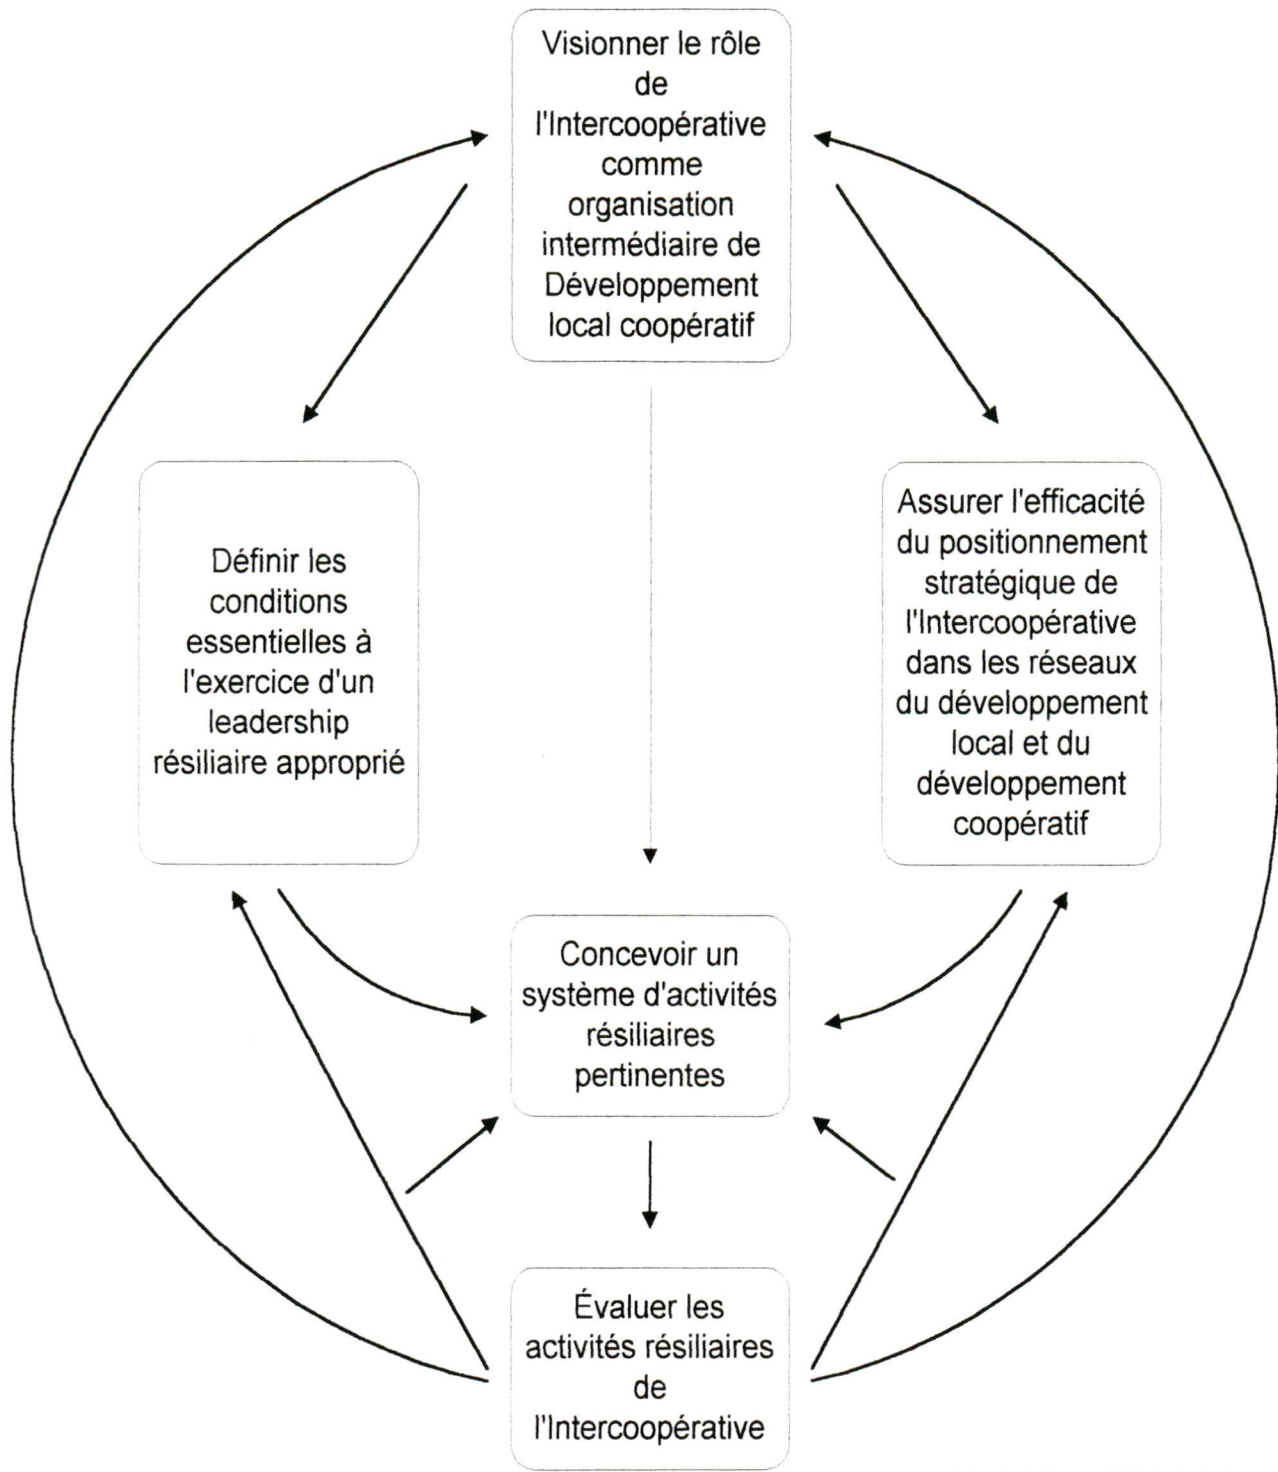 Visionner le rôle
de
l'Intercoopérative
comme
organisation
intermédiaire de
Développement
local coopératif
Définir les
conditions
essentielles à
l'exercice d'un
leadership
résiliaire approprié
Assurer l'efficacité
du positionnement
stratégique de
l'Intercoopérative
dans les réseaux
du développement
local et du
développement
coopératif
Concevoir un
système d'activités
résiliaires
pertinentes
Évaluer les
activités résiliaires
de
l'Intercoopérative